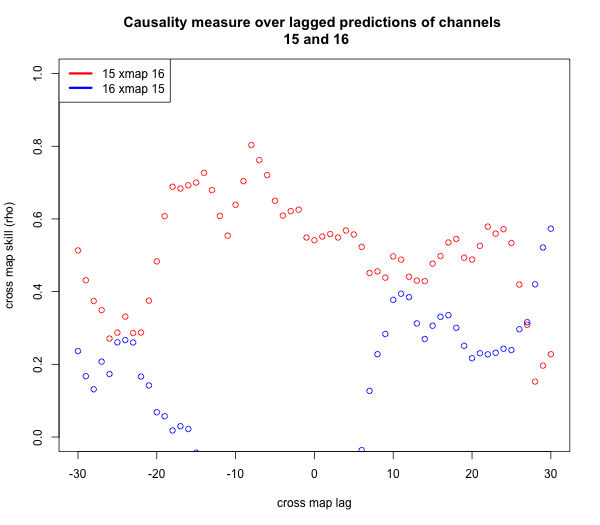 Causality measure over lagged predictions of channels
15 and 16
15 xmap 16
16 xmap 15
1.0
0.8
0.6
0.4
0.2
0.0
cross map skill (rho)
-30 -20 -10 0 10 20 30
cross map lag